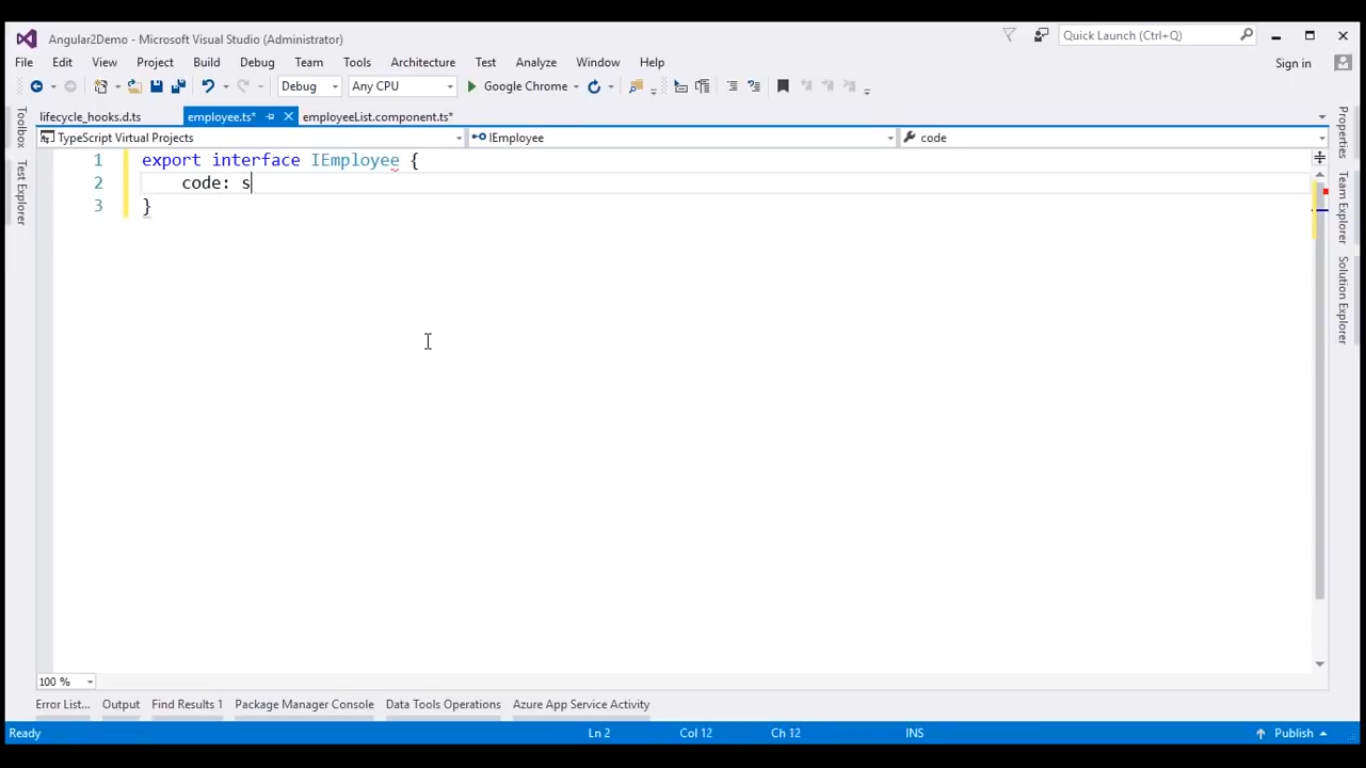 Angular2Demo - Microsoft Visual Studio (Administrator)
Quick Launch (Ctrl+Q)
File Edit View Project Build Debug Team Tools Architecture Test Analyze Window Help
Sign in
Debug Any CPU Google Chrome
lifecycle_hooks.d.ts employee.ts* employeeList.component.ts*
TypeScript Virtual Projects IEmployee code
1 export interface IEmployee {
2 code: s
3 }
Toolbox
Test Explorer
Properties
Team Explorer
Solution Explorer
100 %
Error List... Output Find Results 1 Package Manager Console Data Tools Operations Azure App Service Activity
Ready Ln 2 Col 12 Ch 12 INS Publish